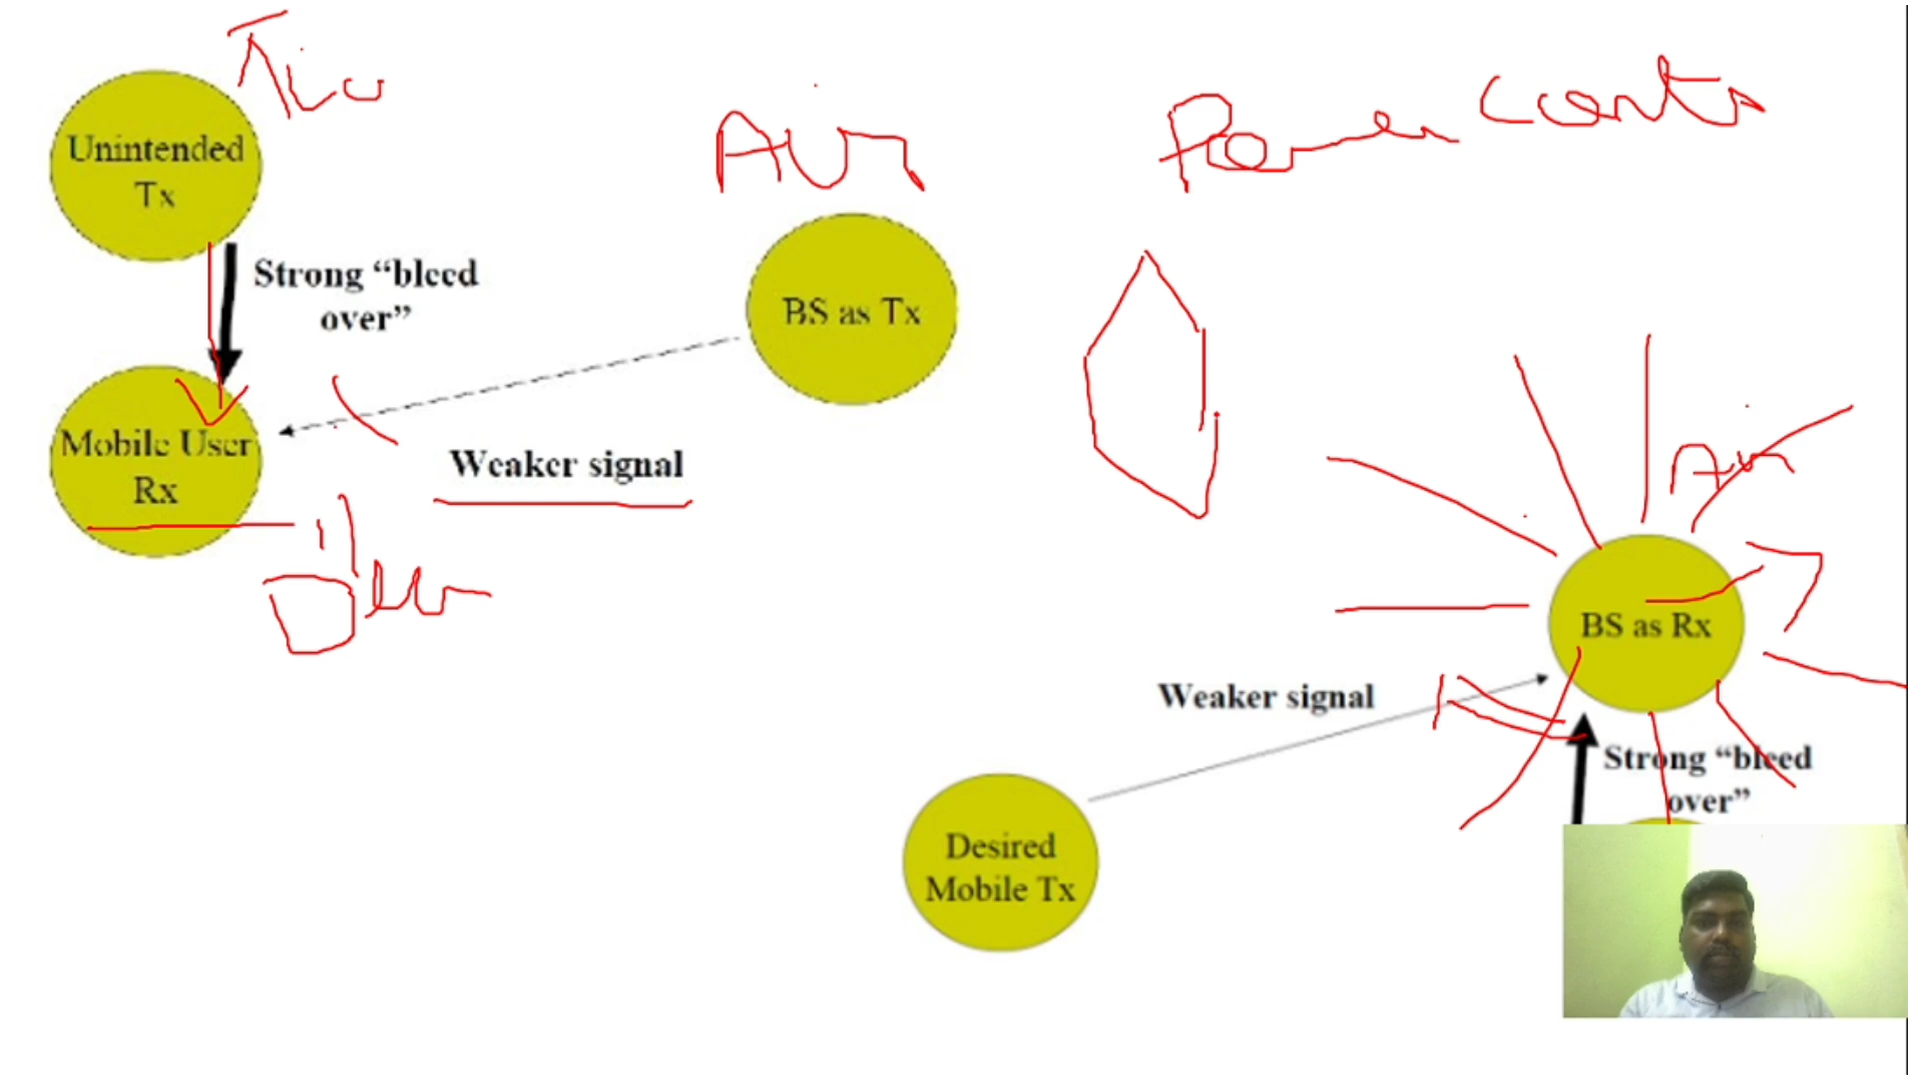 Unintended
Tx
Strong “bleed
over”
Mobile User
Rx
Weaker signal
BS as Tx
Power
BS as Rx
Weaker signal
Strong “bleed
over”
Desired
Mobile Tx